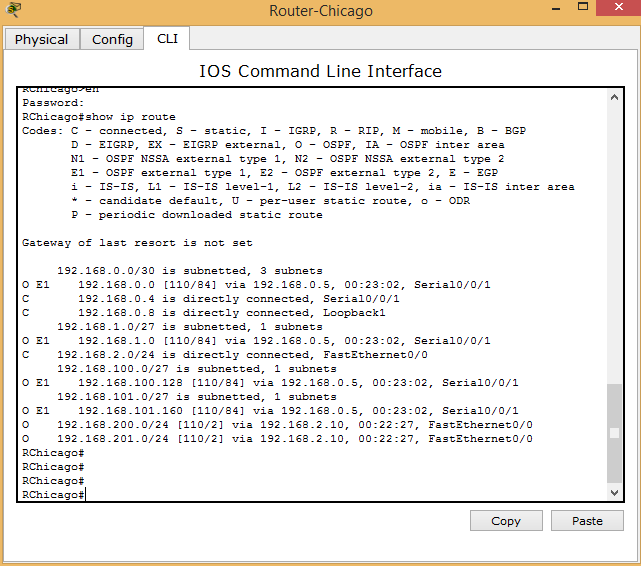 Router-Chicago
Physical Config CLI
IOS Command Line Interface
RChicago>en
Password:
RChicago#show ip route
Codes: C - connected, S - static, I - IGRP, R - RIP, M - mobile, B - BGP
D - EIGRP, EX - EIGRP external, O - OSPF, IA - OSPF inter area
N1 - OSPF NSSA external type 1, N2 - OSPF NSSA external type 2
E1 - OSPF external type 1, E2 - OSPF external type 2, E - EGP
i - IS-IS, L1 - IS-IS level-1, L2 - IS-IS level-2, ia - IS-IS inter area
* - candidate default, U - per-user static route, o - ODR
P - periodic downloaded static route
Gateway of last resort is not set
192.168.0.0/30 is subnetted, 3 subnets
O E1 192.168.0.0 [110/84] via 192.168.0.5, 00:23:02, Serial0/0/1
C 192.168.0.4 is directly connected, Serial0/0/1
C 192.168.0.8 is directly connected, Loopback1
192.168.1.0/27 is subnetted, 1 subnets
O E1 192.168.1.0 [110/84] via 192.168.0.5, 00:23:02, Serial0/0/1
C 192.168.2.0/24 is directly connected, FastEthernet0/0
192.168.100.0/27 is subnetted, 1 subnets
O E1 192.168.100.128 [110/84] via 192.168.0.5, 00:23:02, Serial0/0/1
192.168.101.0/27 is subnetted, 1 subnets
O E1 192.168.101.160 [110/84] via 192.168.0.5, 00:23:02, Serial0/0/1
O 192.168.200.0/24 [110/2] via 192.168.2.10, 00:22:27, FastEthernet0/0
O 192.168.201.0/24 [110/2] via 192.168.2.10, 00:22:27, FastEthernet0/0
RChicago#
RChicago#
RChicago#
RChicago#
Copy Paste